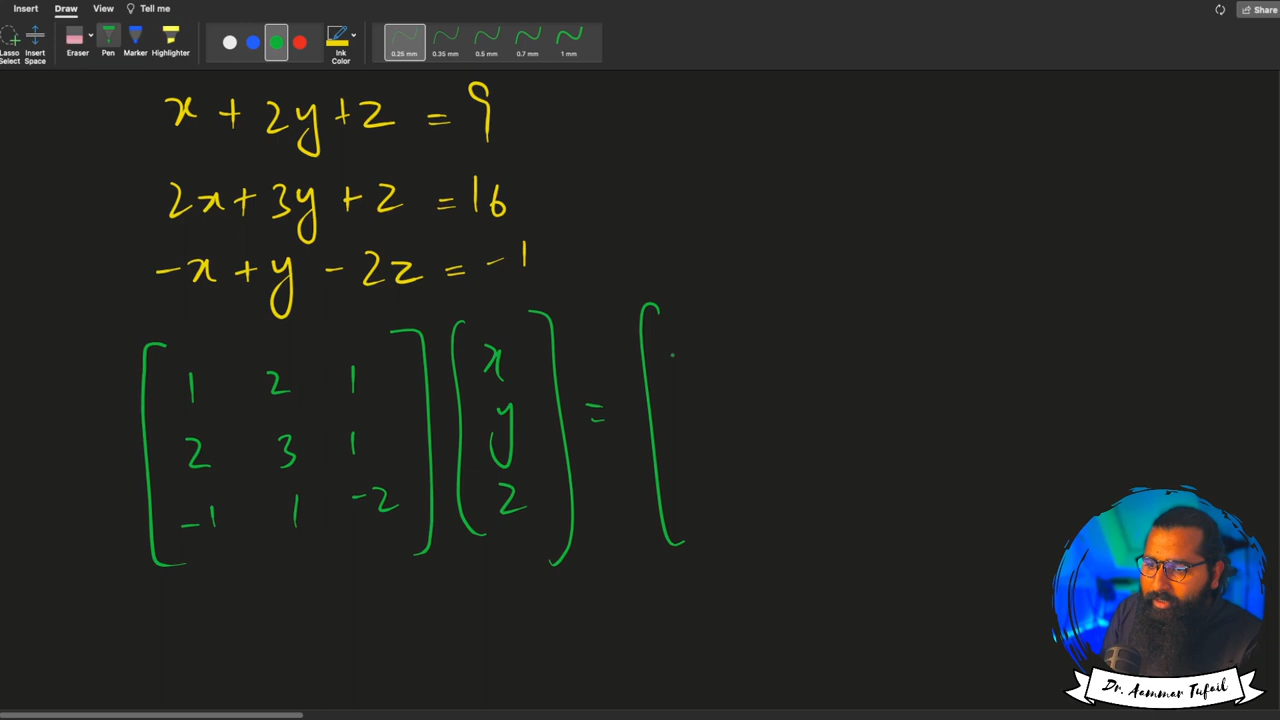 Insert Draw View Tell me Share
Lasso Select Insert Space Eraser Pen Marker Highlighter Ink Color 0.25 mm 0.35 mm 0.5 mm 0.7 mm 1 mm
x + 2y + z = 9
2x + 3y + z = 16
-x + y - 2z = -1
1 2 1 x
2 3 1 y
-1 1 -2 z
=
Dr. Aammar Tufail